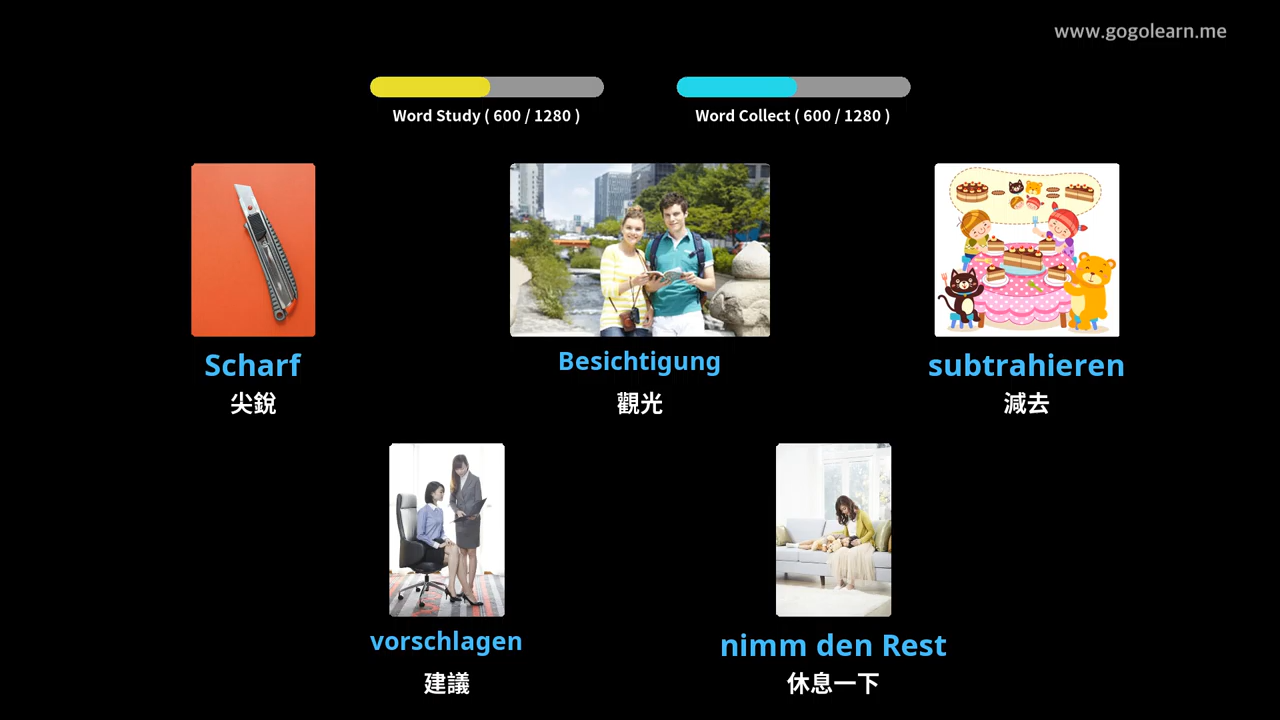 www.gogolearn.me
Word Study ( 600 / 1280 )
Word Collect ( 600 / 1280 )
Scharf
尖銳
Besichtigung
觀光
subtrahieren
減去
vorschlagen
建議
nimm den Rest
休息一下